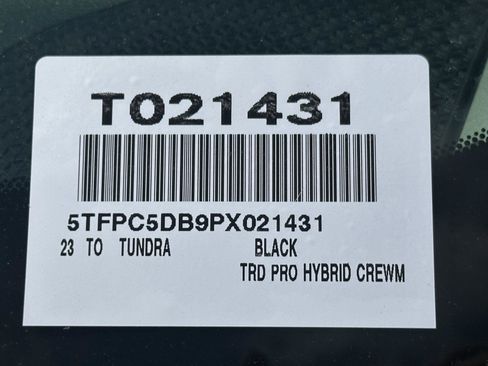 T021431
5TFPC5DB9PX021431
23 TO TUNDRA BLACK
TRD PRO HYBRID CREWM